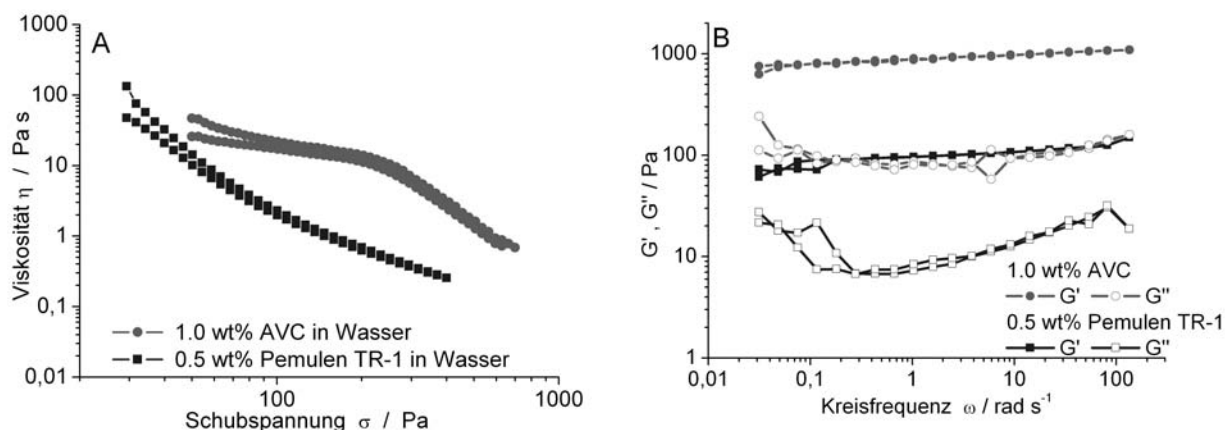 A
1000
100
10
1
0,1
0,01
Viskosität η / Pa s
1.0 wt% AVC in Wasser
0.5 wt% Pemulen TR-1 in Wasser
100
1000
Schubspannung σ / Pa
B
1000
100
10
1
G' , G'' / Pa
1.0 wt% AVC
G' G''
0.5 wt% Pemulen TR-1
G' G''
0,01 0,1 1 10 100
Kreisfrequenz ω / rad s⁻¹